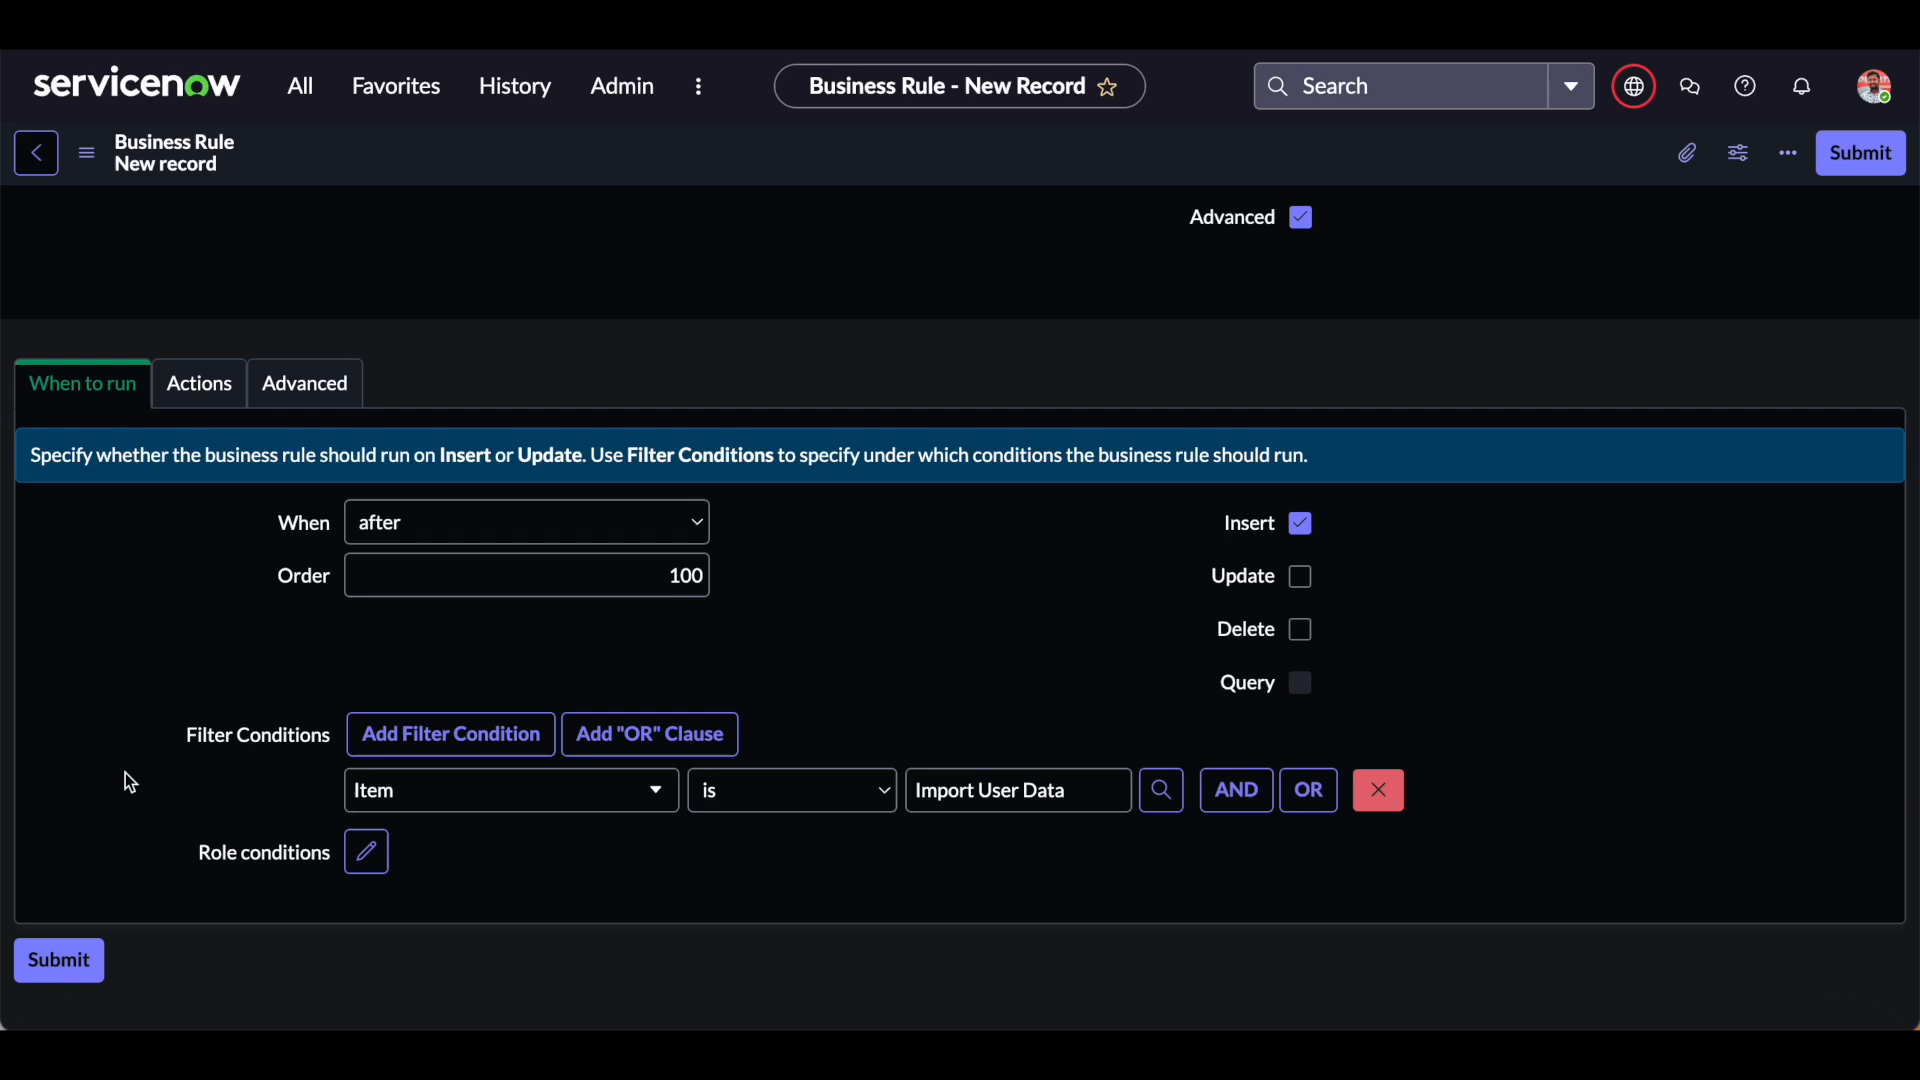 servicenow All Favorites History Admin Business Rule - New Record Search
Business Rule
New record
Submit
Advanced
When to run Actions Advanced
Specify whether the business rule should run on Insert or Update. Use Filter Conditions to specify under which conditions the business rule should run.
When after Insert
Order 100 Update
Delete
Query
Filter Conditions Add Filter Condition Add "OR" Clause
Item is Import User Data AND OR
Role conditions
Submit